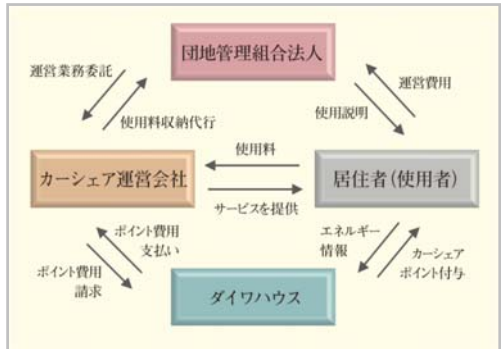 団地管理組合法人
運営業務委託
運営費用
使用料収納代行
使用説明
使用料
カーシェア運営会社
居住者(使用者)
サービスを提供
ポイント費用
支払い
エネルギー
情報
ポイント費用
請求
カーシェア
ポイント付与
ダイワハウス